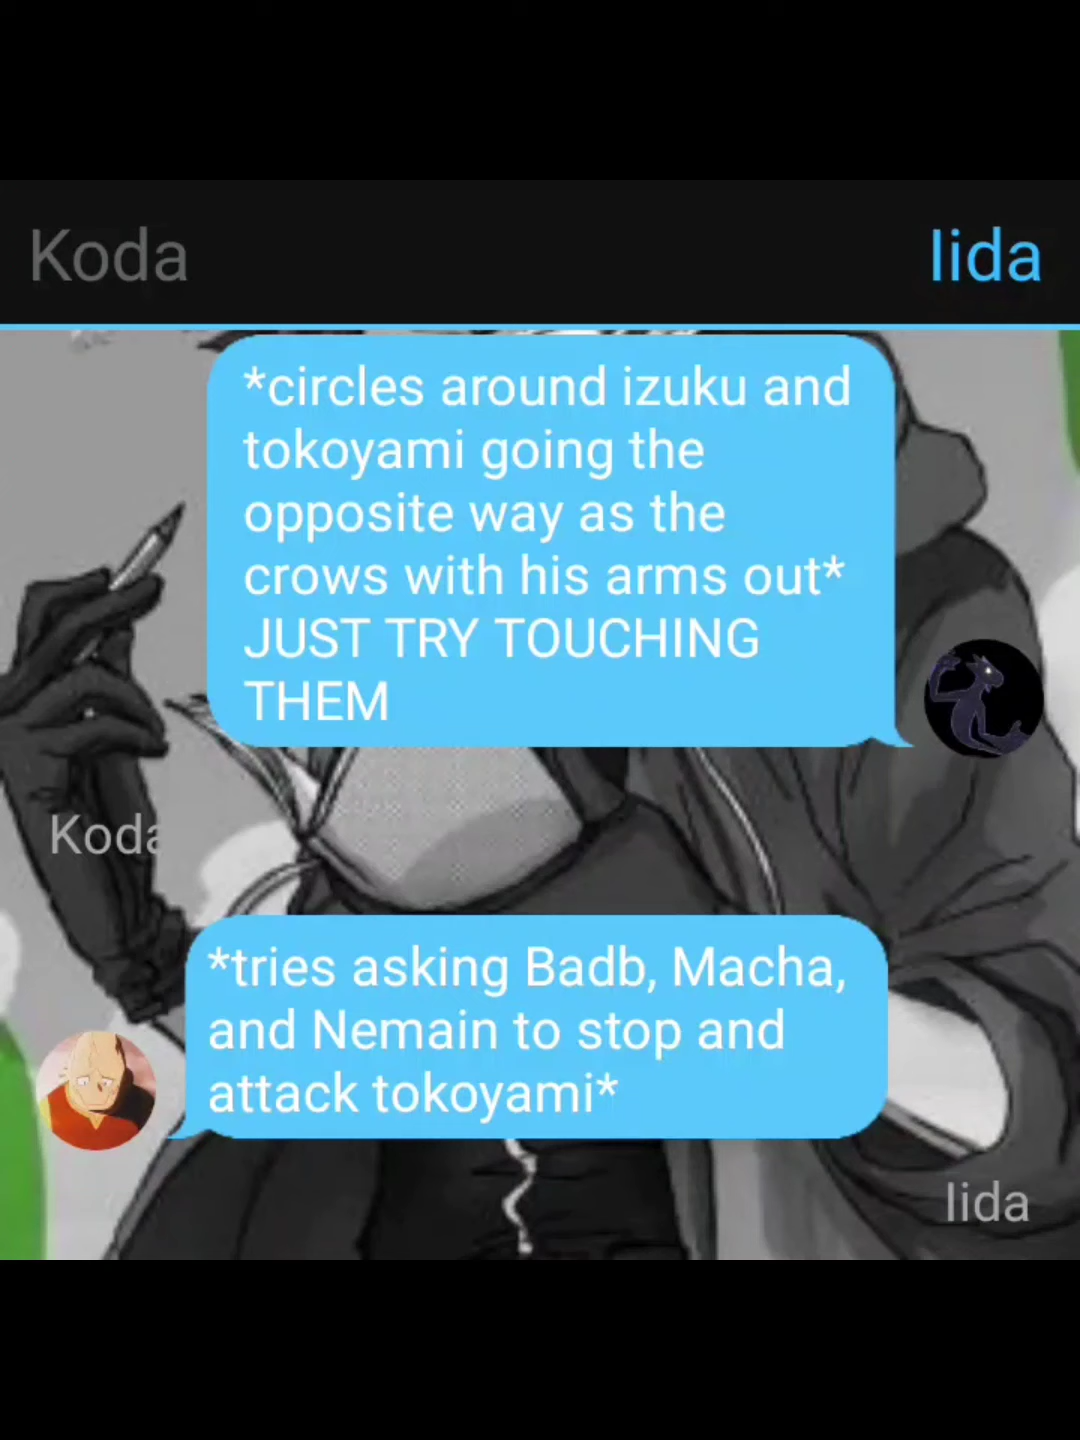 Koda
Iida
*circles around izuku and
tokoyami going the
opposite way as the
crows with his arms out*
JUST TRY TOUCHING
THEM
Koda
*tries asking Badb, Macha,
and Nemain to stop and
attack tokoyami*
Iida